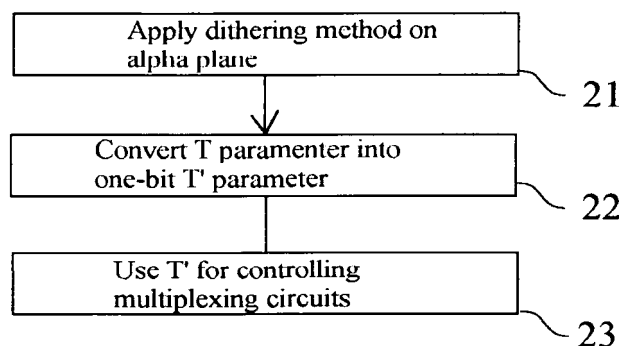 Apply dithering method on
alpha plane
21
Convert T paramenter into
one-bit T' parameter
22
Use T' for controlling
multiplexing circuits
23